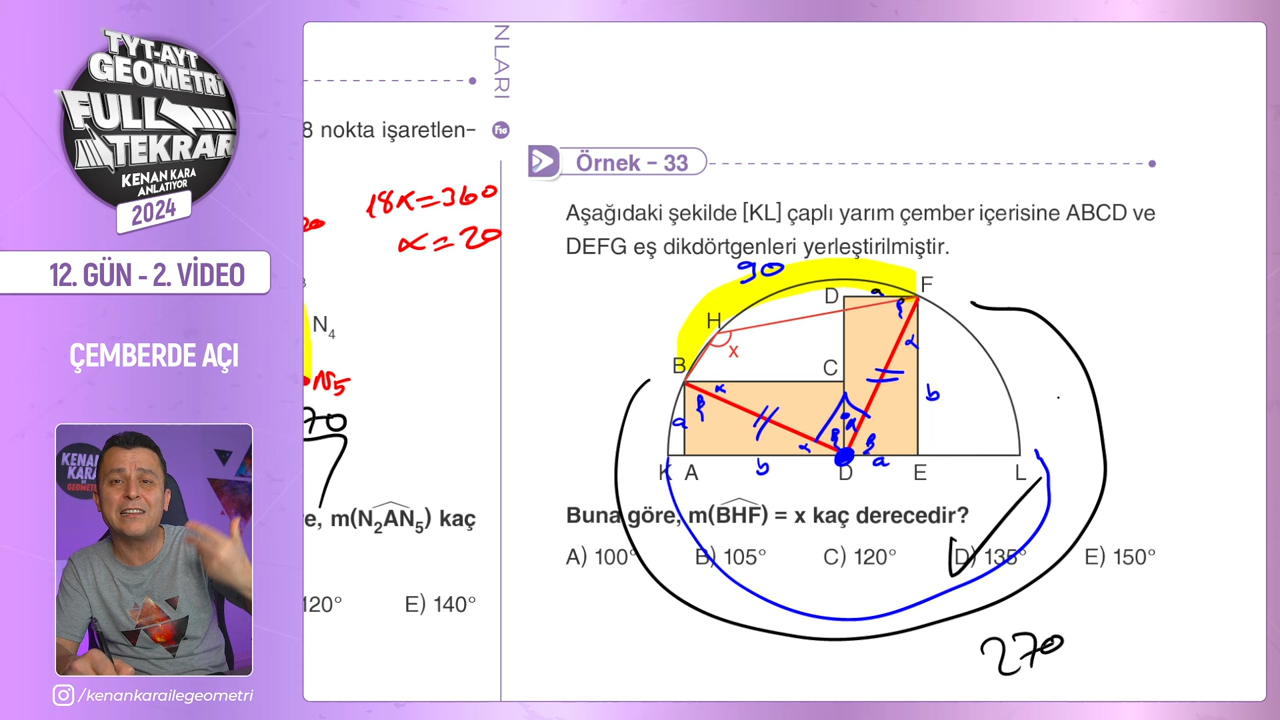 TYT-AYT
GEOMETRİ
FULL
TEKRAR
KENAN KARA
ANLATIYOR
2024
12. GÜN - 2. VİDEO
ÇEMBERDE AÇI
KENAN
KARA
/kenankarailegeometri
NLARI
8 nokta işaretlen-
18α=360
α=20
N4
N5
70
e, m(N2AN5) kaç
120° E) 140°
Örnek – 33
Aşağıdaki şekilde [KL] çaplı yarım çember içerisine ABCD ve
DEFG eş dikdörtgenleri yerleştirilmiştir.
90
D a F
H
x
B C
a b
K A b D a E L
Buna göre, m(BHF) = x kaç derecedir?
A) 100° B) 105° C) 120° D) 135° E) 150°
270